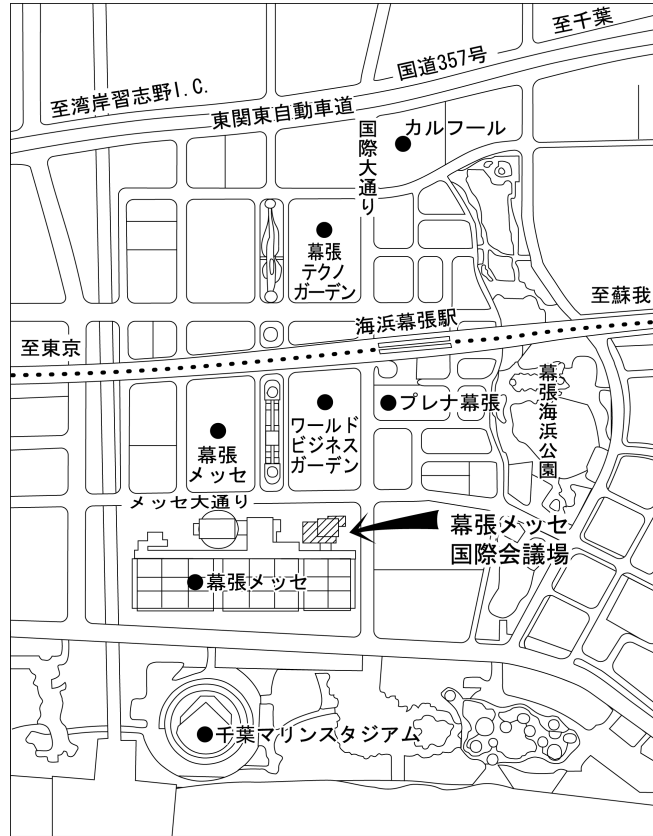 至千葉
国道357号
至湾岸習志野I.C.
東関東自動車道
国際大通り
カルフール
幕張
テクノ
ガーデン
至蘇我
海浜幕張駅
至東京
幕張海浜公園
プレナ幕張
ワールド
ビジネス
ガーデン
幕張
メッセ
メッセ大通り
幕張メッセ
国際会議場
幕張メッセ
千葉マリンスタジアム